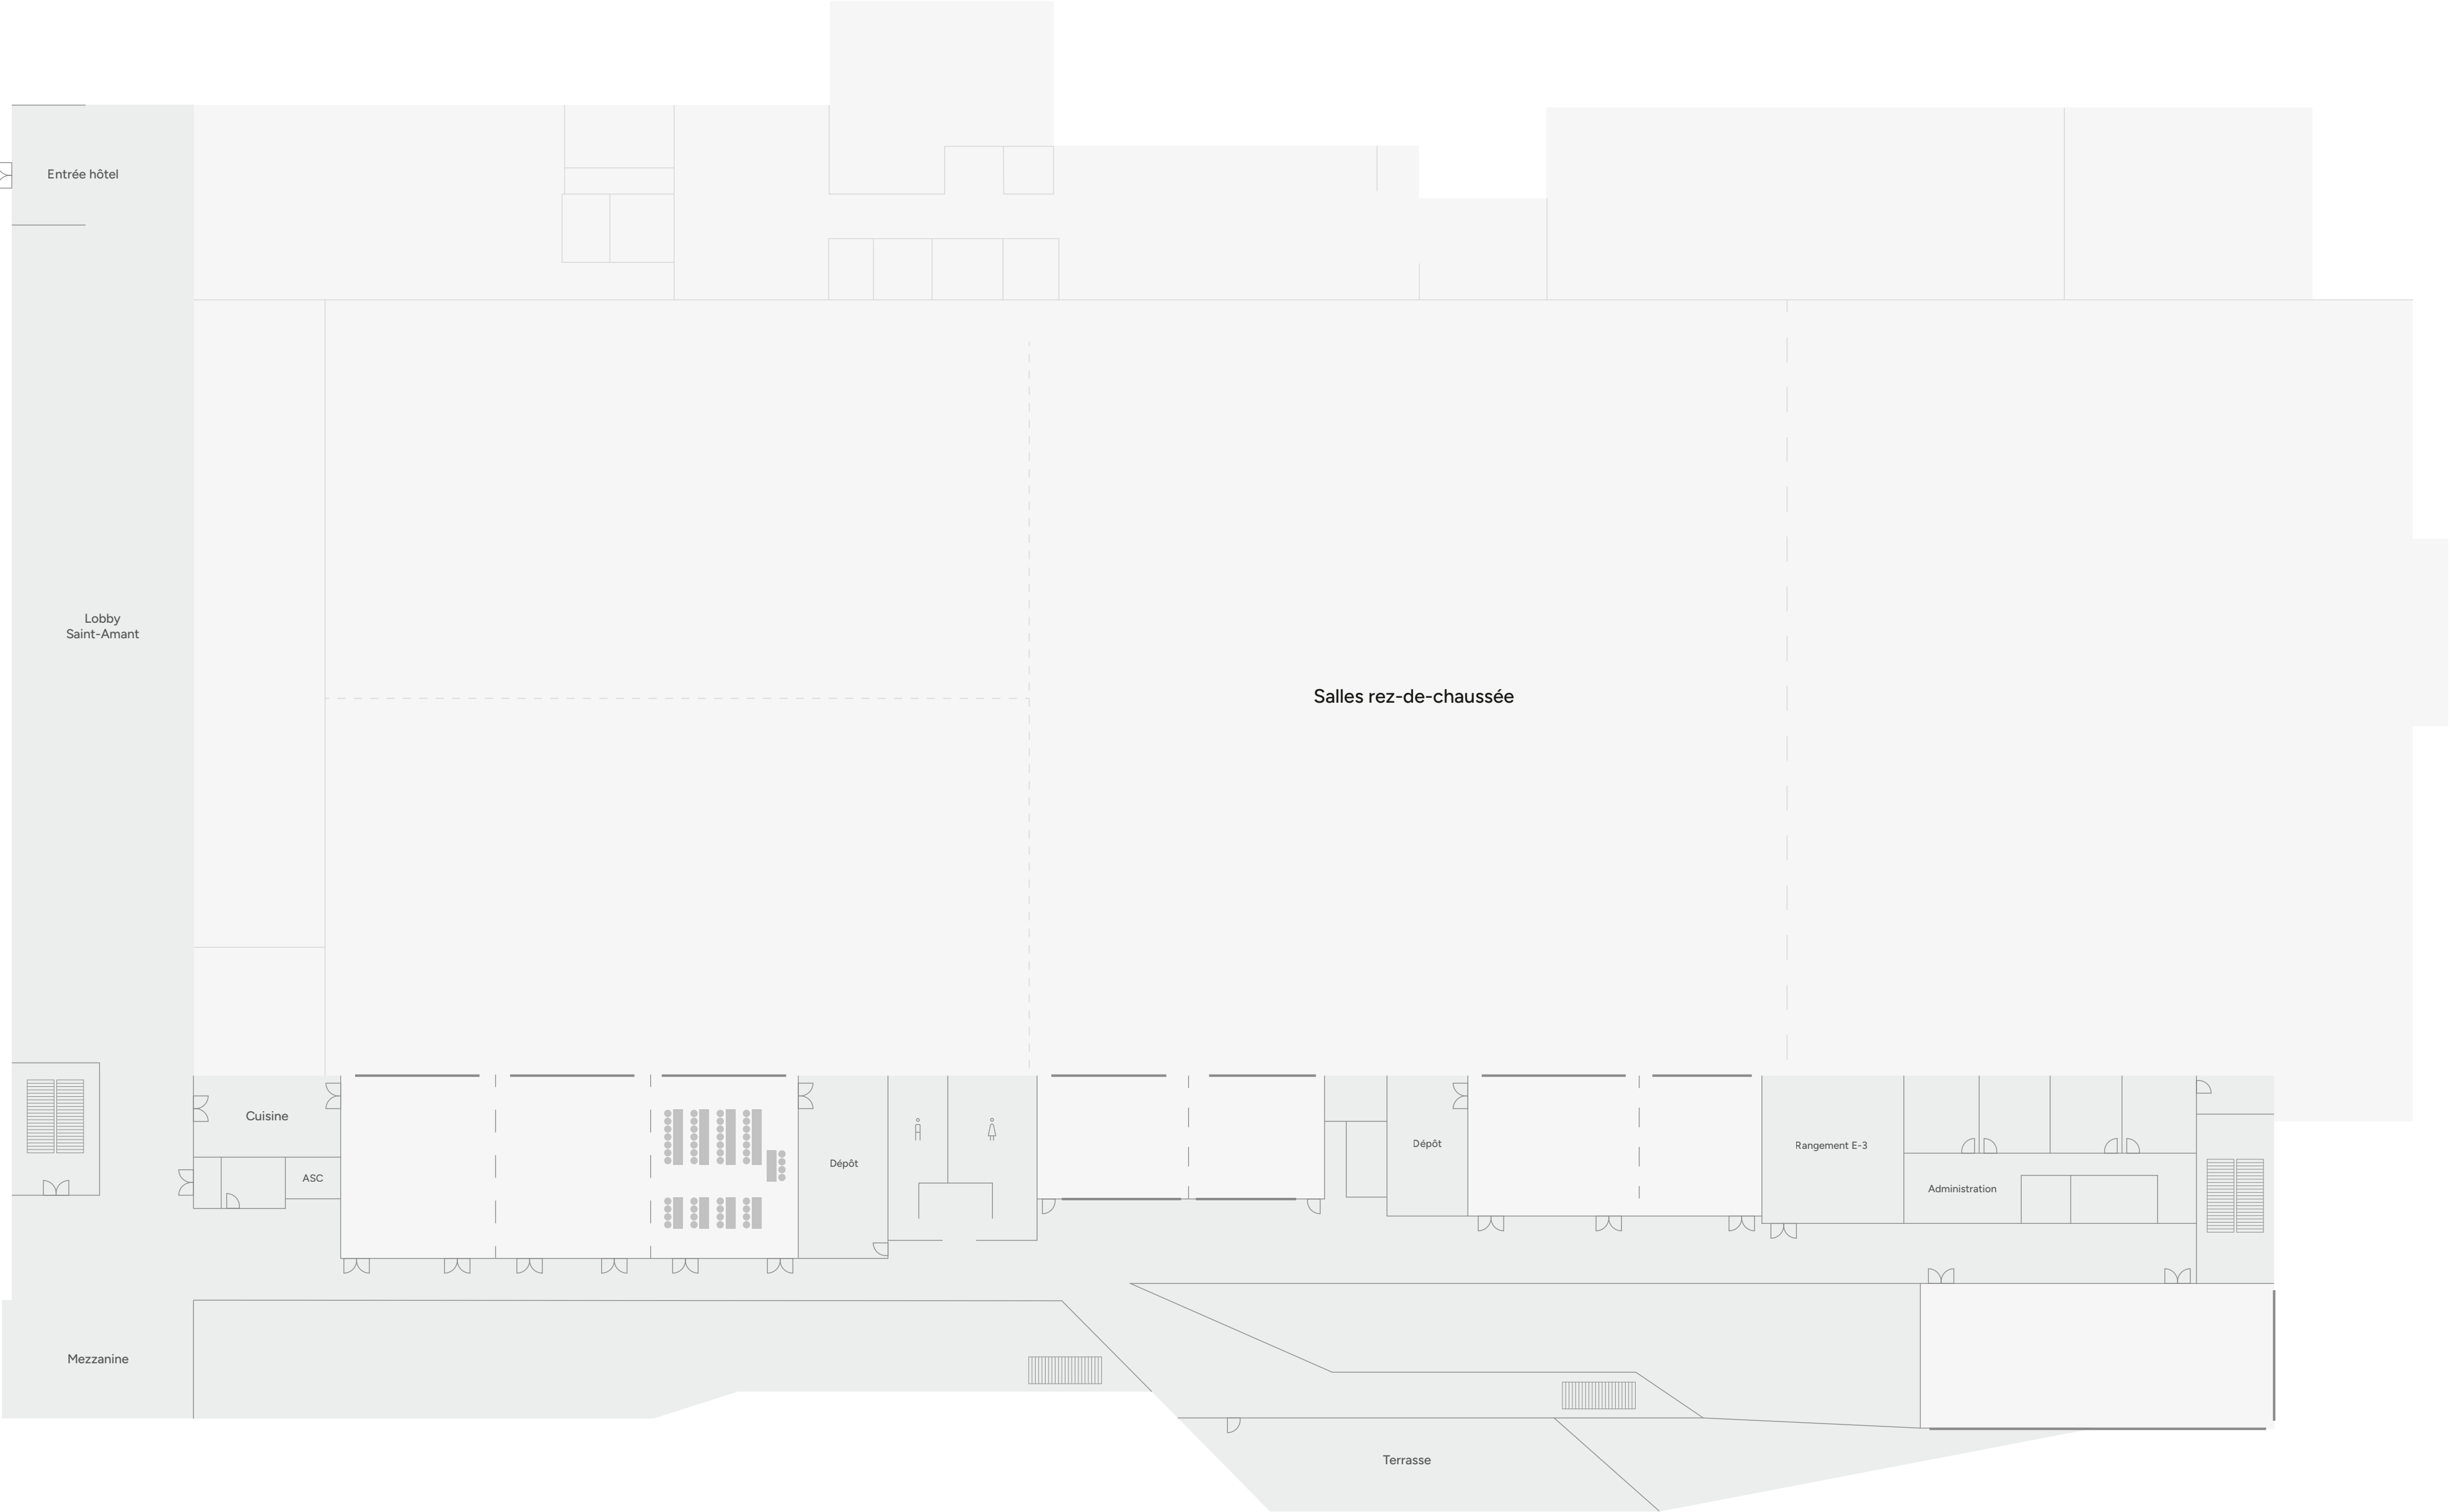 Entrée hôtel
Lobby
Saint-Amant
Salles rez-de-chaussée
Cuisine
ASC
Dépôt
Dépôt
Rangement E-3
Administration
Mezzanine
Terrasse